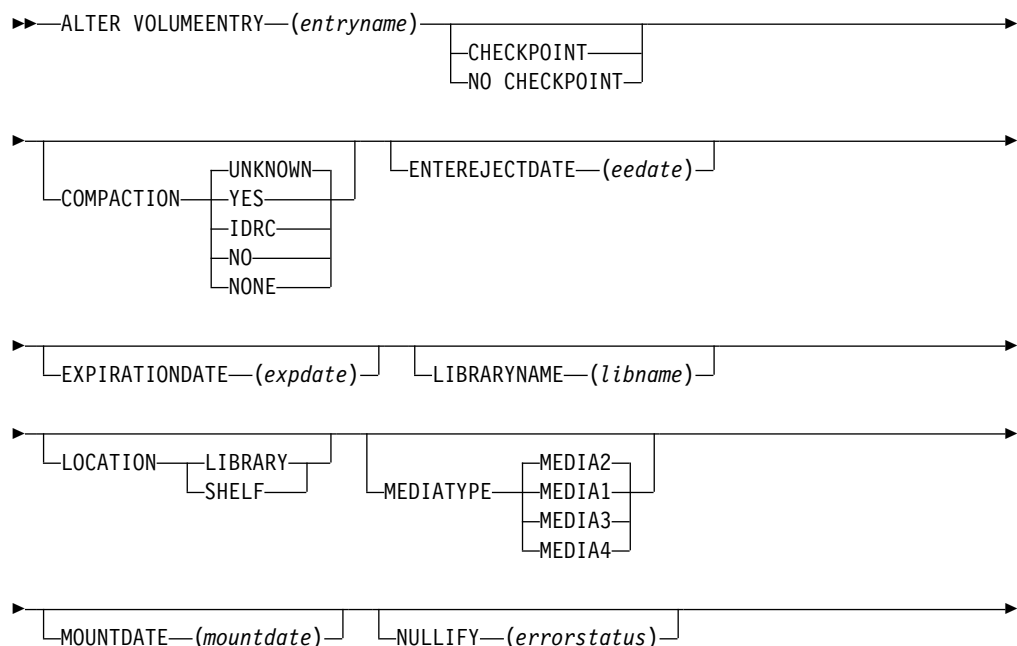 ALTER VOLUMEENTRY (entryname)
CHECKPOINT
NO CHECKPOINT
COMPACTION
UNKNOWN
YES
IDRC
NO
NONE
ENTEREJECTDATE (eedate)
EXPIRATIONDATE (expdate)
LIBRARYNAME (libname)
LOCATION
LIBRARY
SHELF
MEDIATYPE
MEDIA2
MEDIA1
MEDIA3
MEDIA4
MOUNTDATE (mountdate)
NULLIFY (errorstatus)